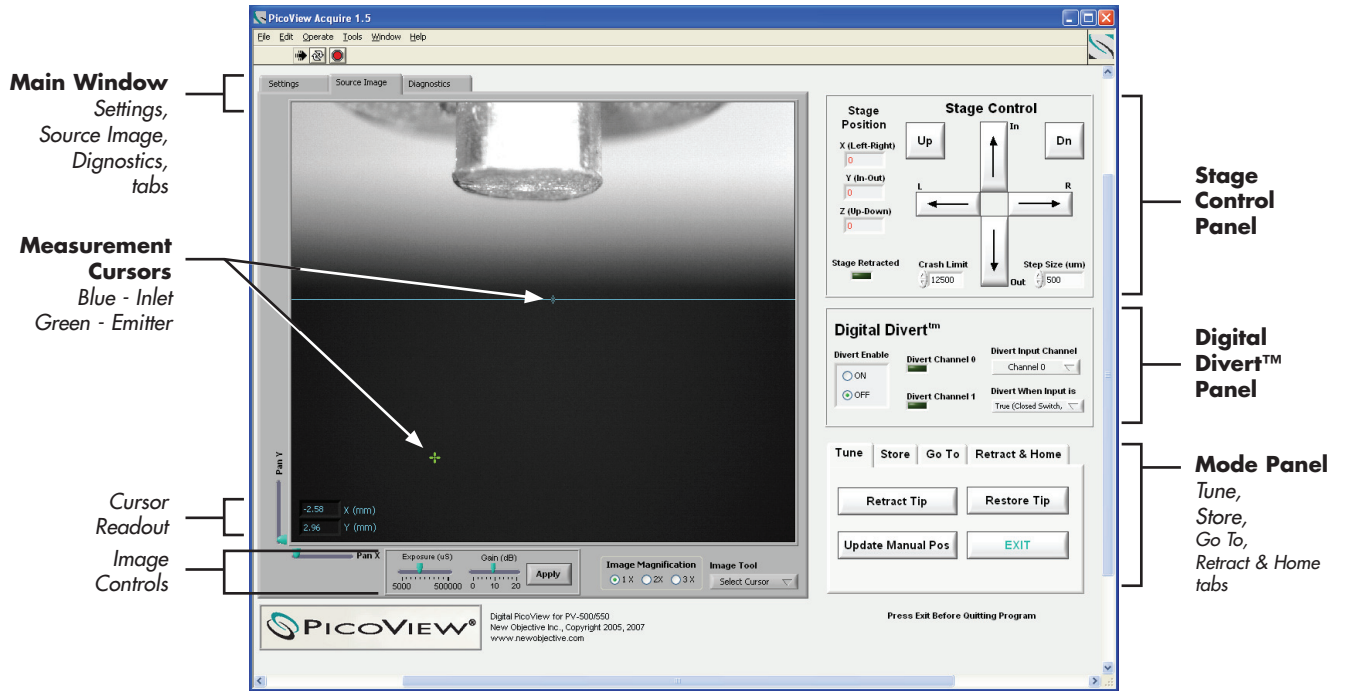 PicoView Acquire 1.5
File Edit Operate Tools Window Help
Main Window
Settings,
Source Image,
Dignostics,
tabs
Measurement
Cursors
Blue - Inlet
Green - Emitter
Cursor
Readout
Image
Controls
Settings
Source Image
Diagnostics
Pan Y
-2.58 X (mm)
2.96 Y (mm)
Pan X
Exposure (uS)
5000 500000
Gain (dB)
0 10 20
Apply
Image Magnification
1 X 2X 3 X
Image Tool
Select Cursor
PICOVIEW®
Digital PicoView for PV-500/550
New Objective Inc., Copyright 2005, 2007
www.newobjective.com
Stage
Position
X (Left-Right)
0
Y (In-Out)
0
Z (Up-Down)
0
Stage Retracted
Stage Control
Up
In
Dn
L
R
Crash Limit
12500
Out
Step Size (um)
500
Digital Divert™
Divert Enable
ON
OFF
Divert Channel 0
Divert Channel 1
Divert Input Channel
Channel 0
Divert When Input is
True (Closed Switch,
Tune
Store
Go To
Retract & Home
Retract Tip
Restore Tip
Update Manual Pos
EXIT
Press Exit Before Quitting Program
Stage
Control
Panel
Digital
Divert™
Panel
Mode Panel
Tune,
Store,
Go To,
Retract & Home
tabs